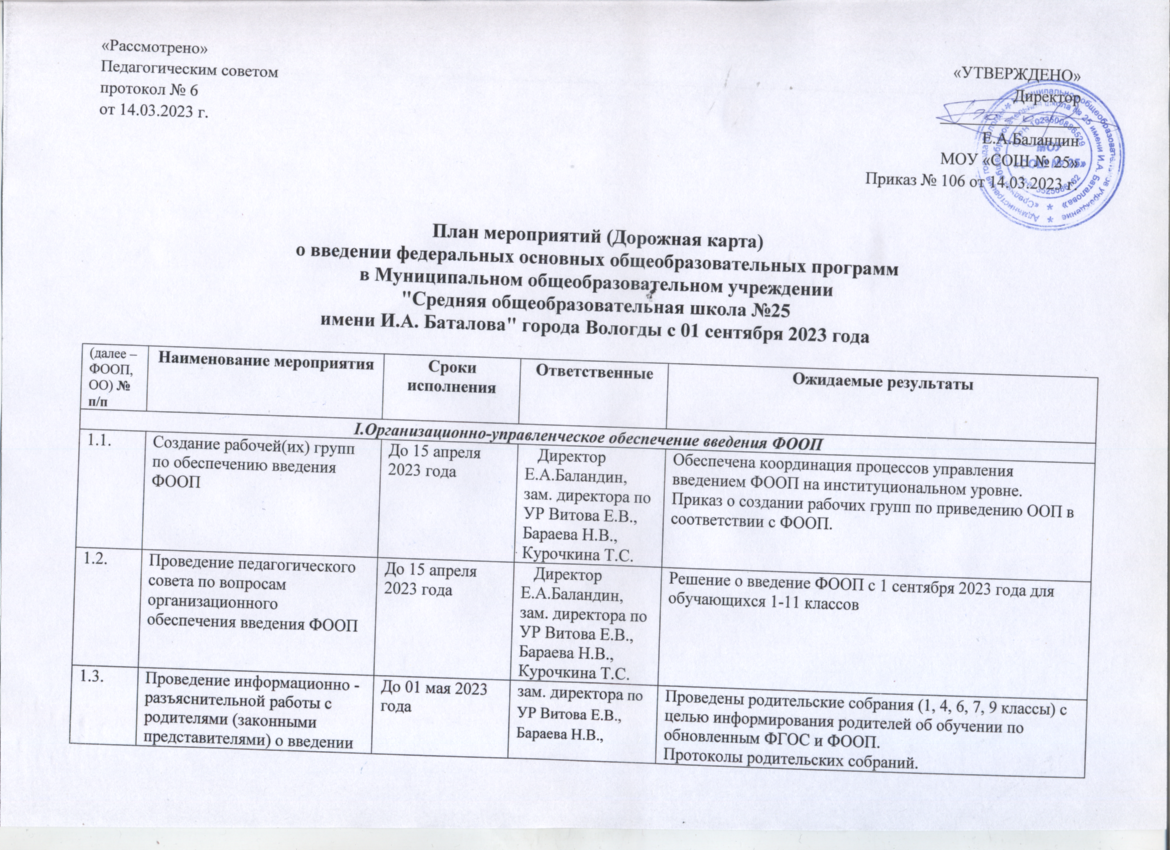 «Рассмотрено»
Педагогическим советом
протокол № 6
от 14.03.2023 г.
«УТВЕРЖДЕНО»
Директор
Е.А.Баландин
МОУ «СОШ № 25»
Приказ № 106 от 14.03.2023 г.
План мероприятий (Дорожная карта)
о введении федеральных основных общеобразовательных программ
в Муниципальном общеобразовательном учреждении
"Средняя общеобразовательная школа №25
имени И.А. Баталова" города Вологды с 01 сентября 2023 года
(далее –
ФООП,
ОО) №
п/п
Наименование мероприятия
Сроки
исполнения
Ответственные
Ожидаемые результаты
I.Организационно-управленческое обеспечение введения ФООП
1.1.
Создание рабочей(их) групп
по обеспечению введения
ФООП
До 15 апреля
2023 года
Директор
Е.А.Баландин,
зам. директора по
УР Витова Е.В.,
Бараева Н.В.,
Курочкина Т.С.
Обеспечена координация процессов управления
введением ФООП на институциональном уровне.
Приказ о создании рабочих групп по приведению ООП в
соответствии с ФООП.
1.2.
Проведение педагогического
совета по вопросам
организационного
обеспечения введения ФООП
До 15 апреля
2023 года
Директор
Е.А.Баландин,
зам. директора по
УР Витова Е.В.,
Бараева Н.В.,
Курочкина Т.С.
Решение о введение ФООП с 1 сентября 2023 года для
обучающихся 1-11 классов
1.3.
Проведение информационно -
разъяснительной работы с
родителями (законными
представителями) о введении
До 01 мая 2023
года
зам. директора по
УР Витова Е.В.,
Бараева Н.В.,
Проведены родительские собрания (1, 4, 6, 7, 9 классы) с
целью информирования родителей об обучении по
обновленным ФГОС и ФООП.
Протоколы родительских собраний.